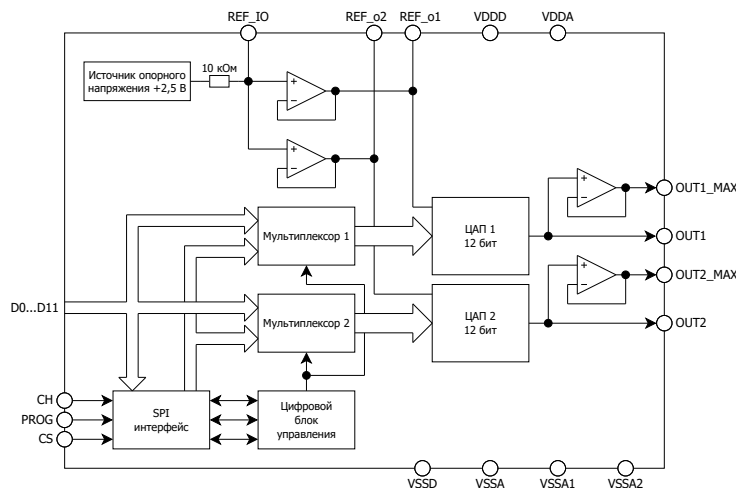 REF_IO
REF_o2
REF_o1
VDDD
VDDA
Источник опорного
напряжения +2,5 В
10 кОм
+
−
+
−
+
−
OUT1_MAX
ЦАП 1
12 бит
OUT1
Мультиплексор 1
+
−
OUT2_MAX
D0...D11
Мультиплексор 2
ЦАП 2
12 бит
OUT2
CH
PROG
CS
SPI
интерфейс
Цифровой
блок
управления
VSSD
VSSA
VSSA1
VSSA2